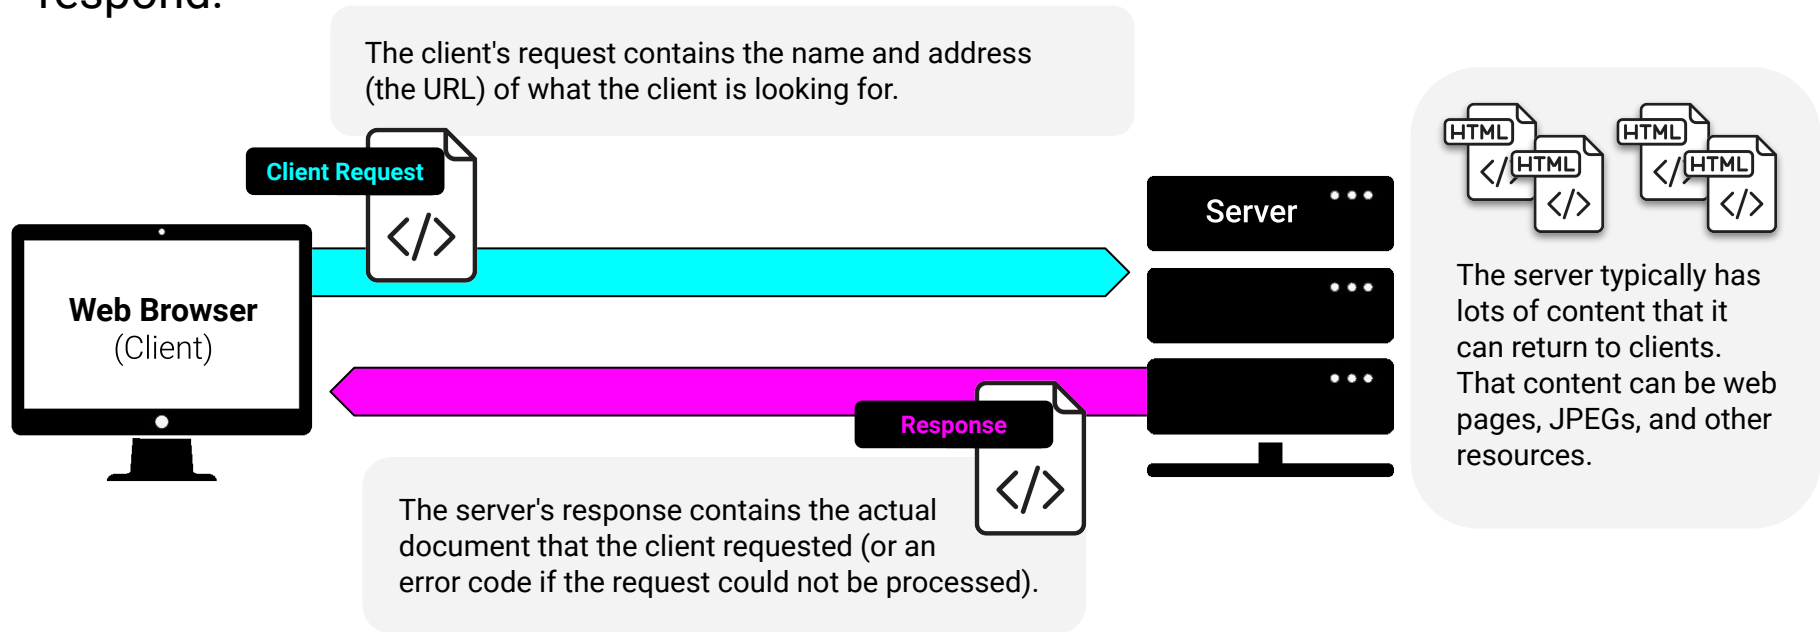 respond.
The client's request contains the name and address
(the URL) of what the client is looking for.
Client Request
</>
Web Browser
(Client)
Server
HTML
</>
HTML
</>
HTML
</>
HTML
</>
The server typically has
lots of content that it
can return to clients.
That content can be web
pages, JPEGs, and other
resources.
Response
</>
The server's response contains the actual
document that the client requested (or an
error code if the request could not be processed).